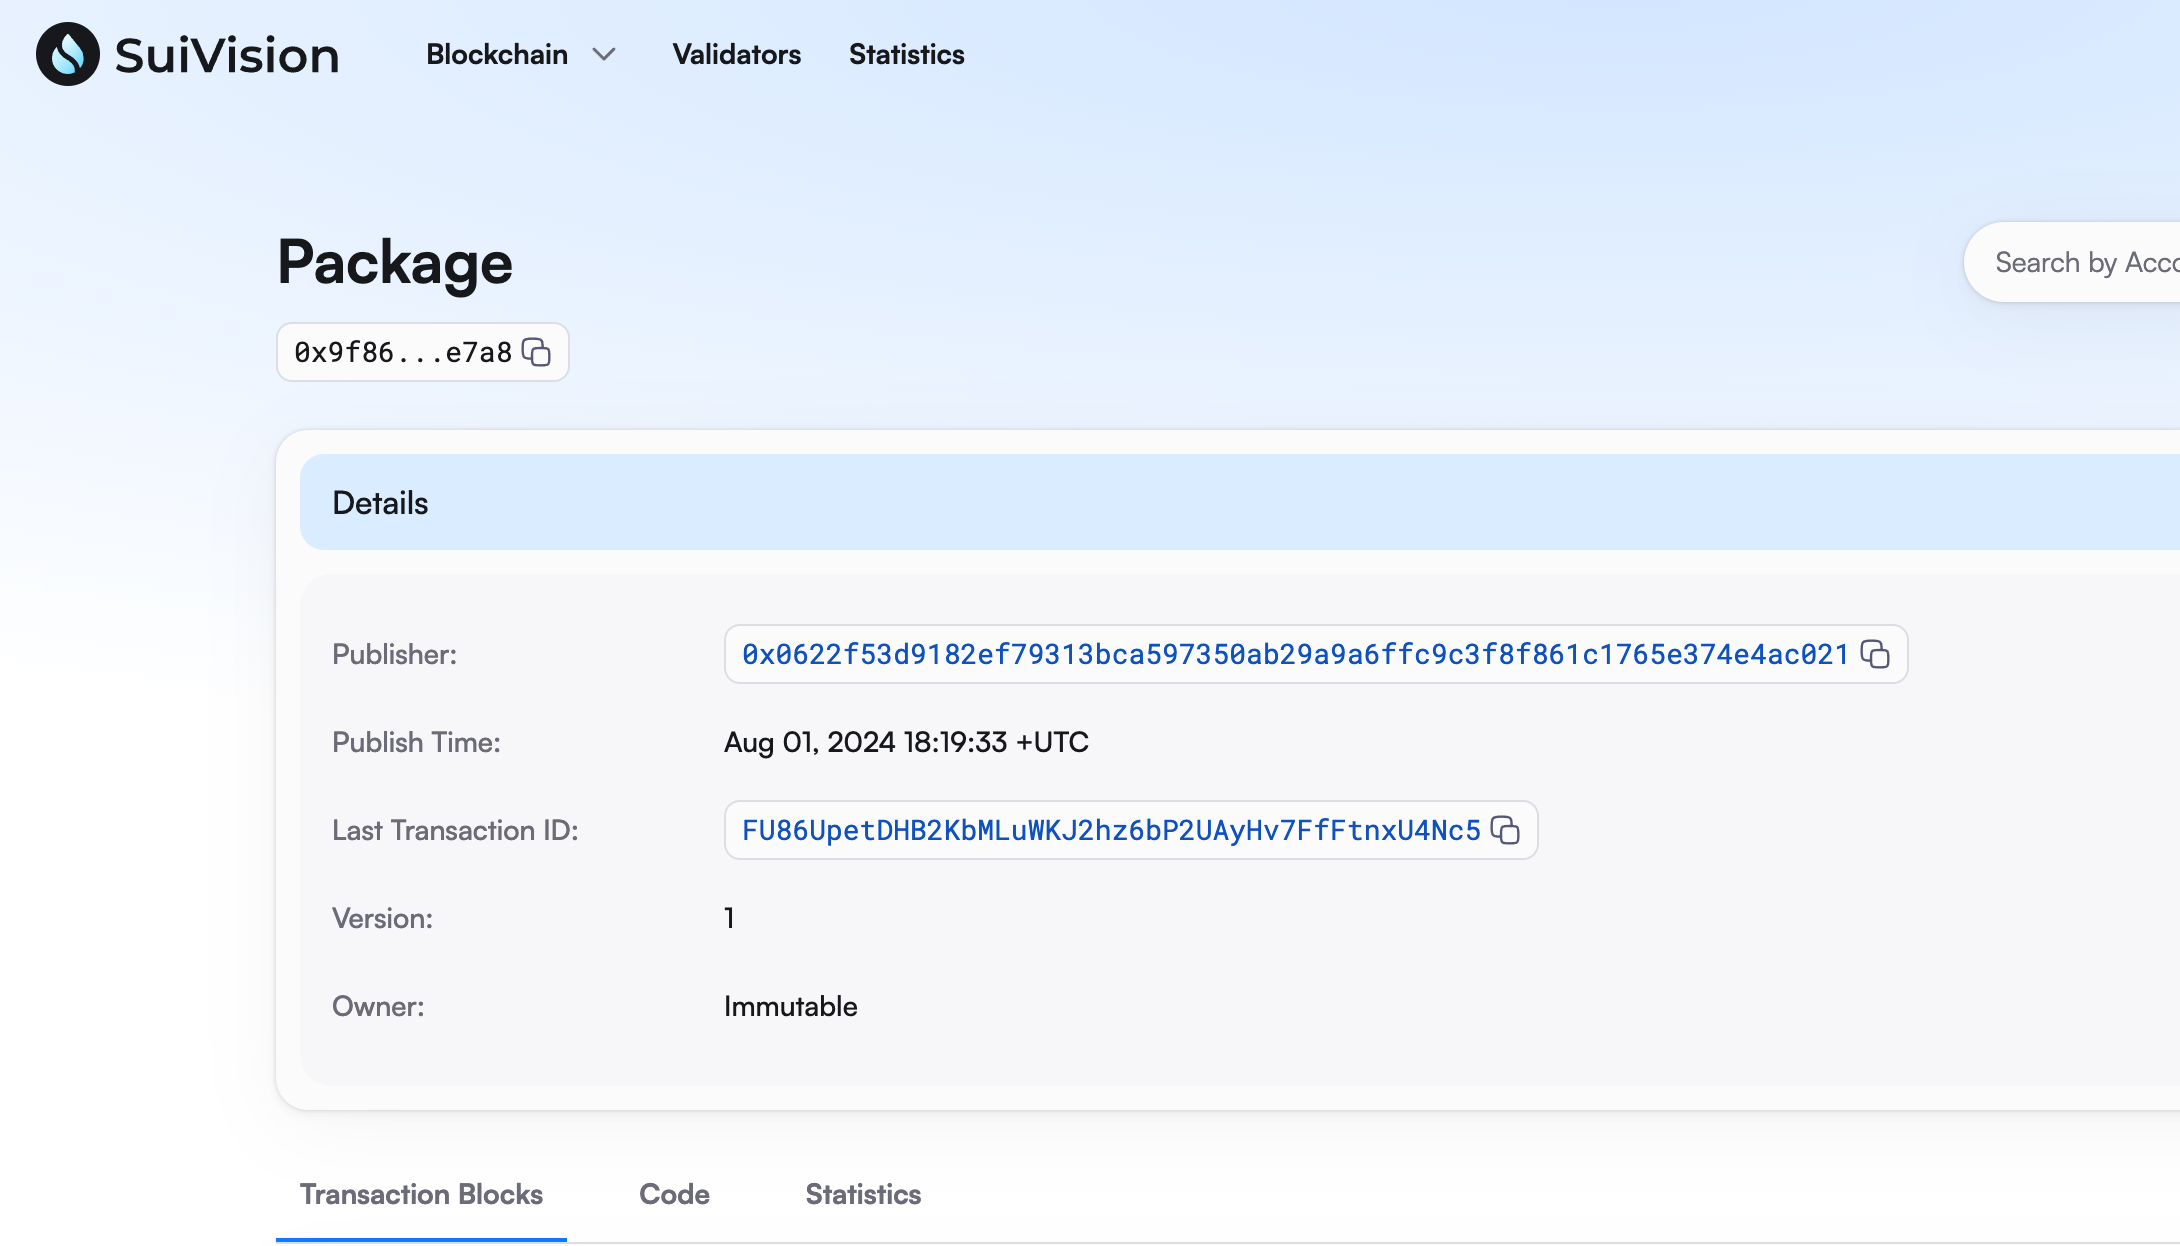 SuiVision Blockchain Validators Statistics
Package
Search by Acco
0x9f86...e7a8
Details
Publisher: 0x0622f53d9182ef79313bca597350ab29a9a6ffc9c3f8f861c1765e374e4ac021
Publish Time: Aug 01, 2024 18:19:33 +UTC
Last Transaction ID: FU86UpetDHB2KbMLuWKJ2hz6bP2UAyHv7FfFtnxU4Nc5
Version: 1
Owner: Immutable
Transaction Blocks Code Statistics